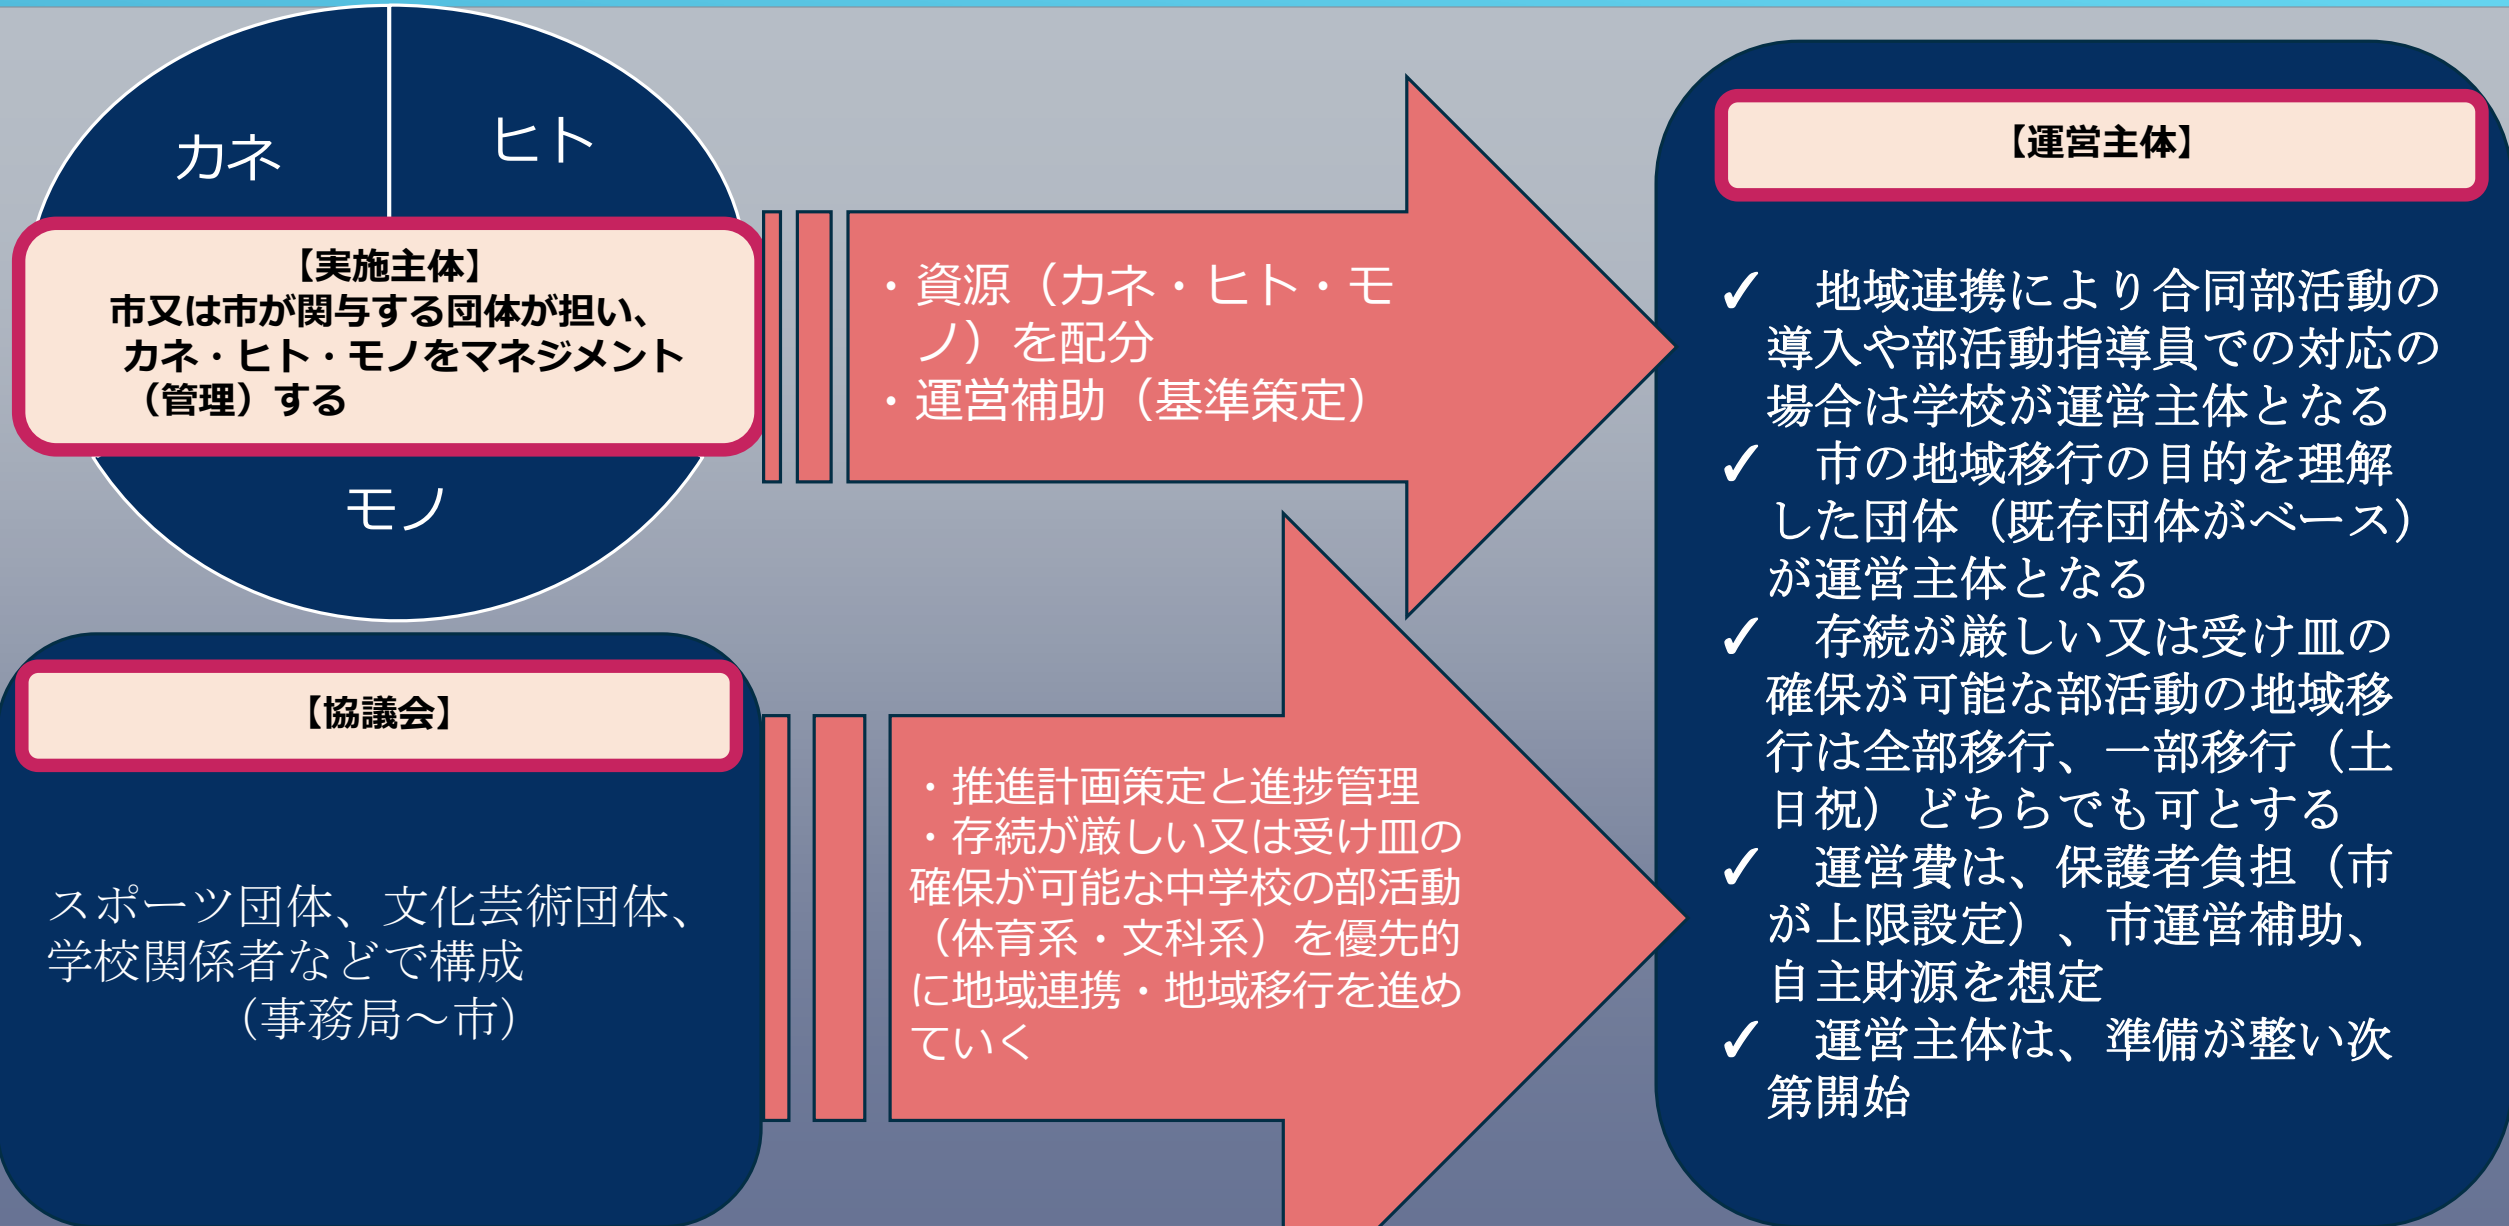 カネ
ヒト
【実施主体】
市又は市が関与する団体が担い、
カネ・ヒト・モノをマネジメント
（管理）する
モノ
・資源（カネ・ヒト・モ
ノ）を配分
・運営補助（基準策定）
【協議会】
スポーツ団体、文化芸術団体、
学校関係者などで構成
（事務局～市）
・推進計画策定と進捗管理
・存続が厳しい又は受け皿の
確保が可能な中学校の部活動
（体育系・文科系）を優先的
に地域連携・地域移行を進め
ていく
【運営主体】
✓ 地域連携により合同部活動の
導入や部活動指導員での対応の
場合は学校が運営主体となる
✓ 市の地域移行の目的を理解
した団体（既存団体がベース）
が運営主体となる
✓ 存続が厳しい又は受け皿の
確保が可能な部活動の地域移
行は全部移行、一部移行（土
日祝）どちらでも可とする
✓ 運営費は、保護者負担（市
が上限設定）、市運営補助、
自主財源を想定
✓ 運営主体は、準備が整い次
第開始